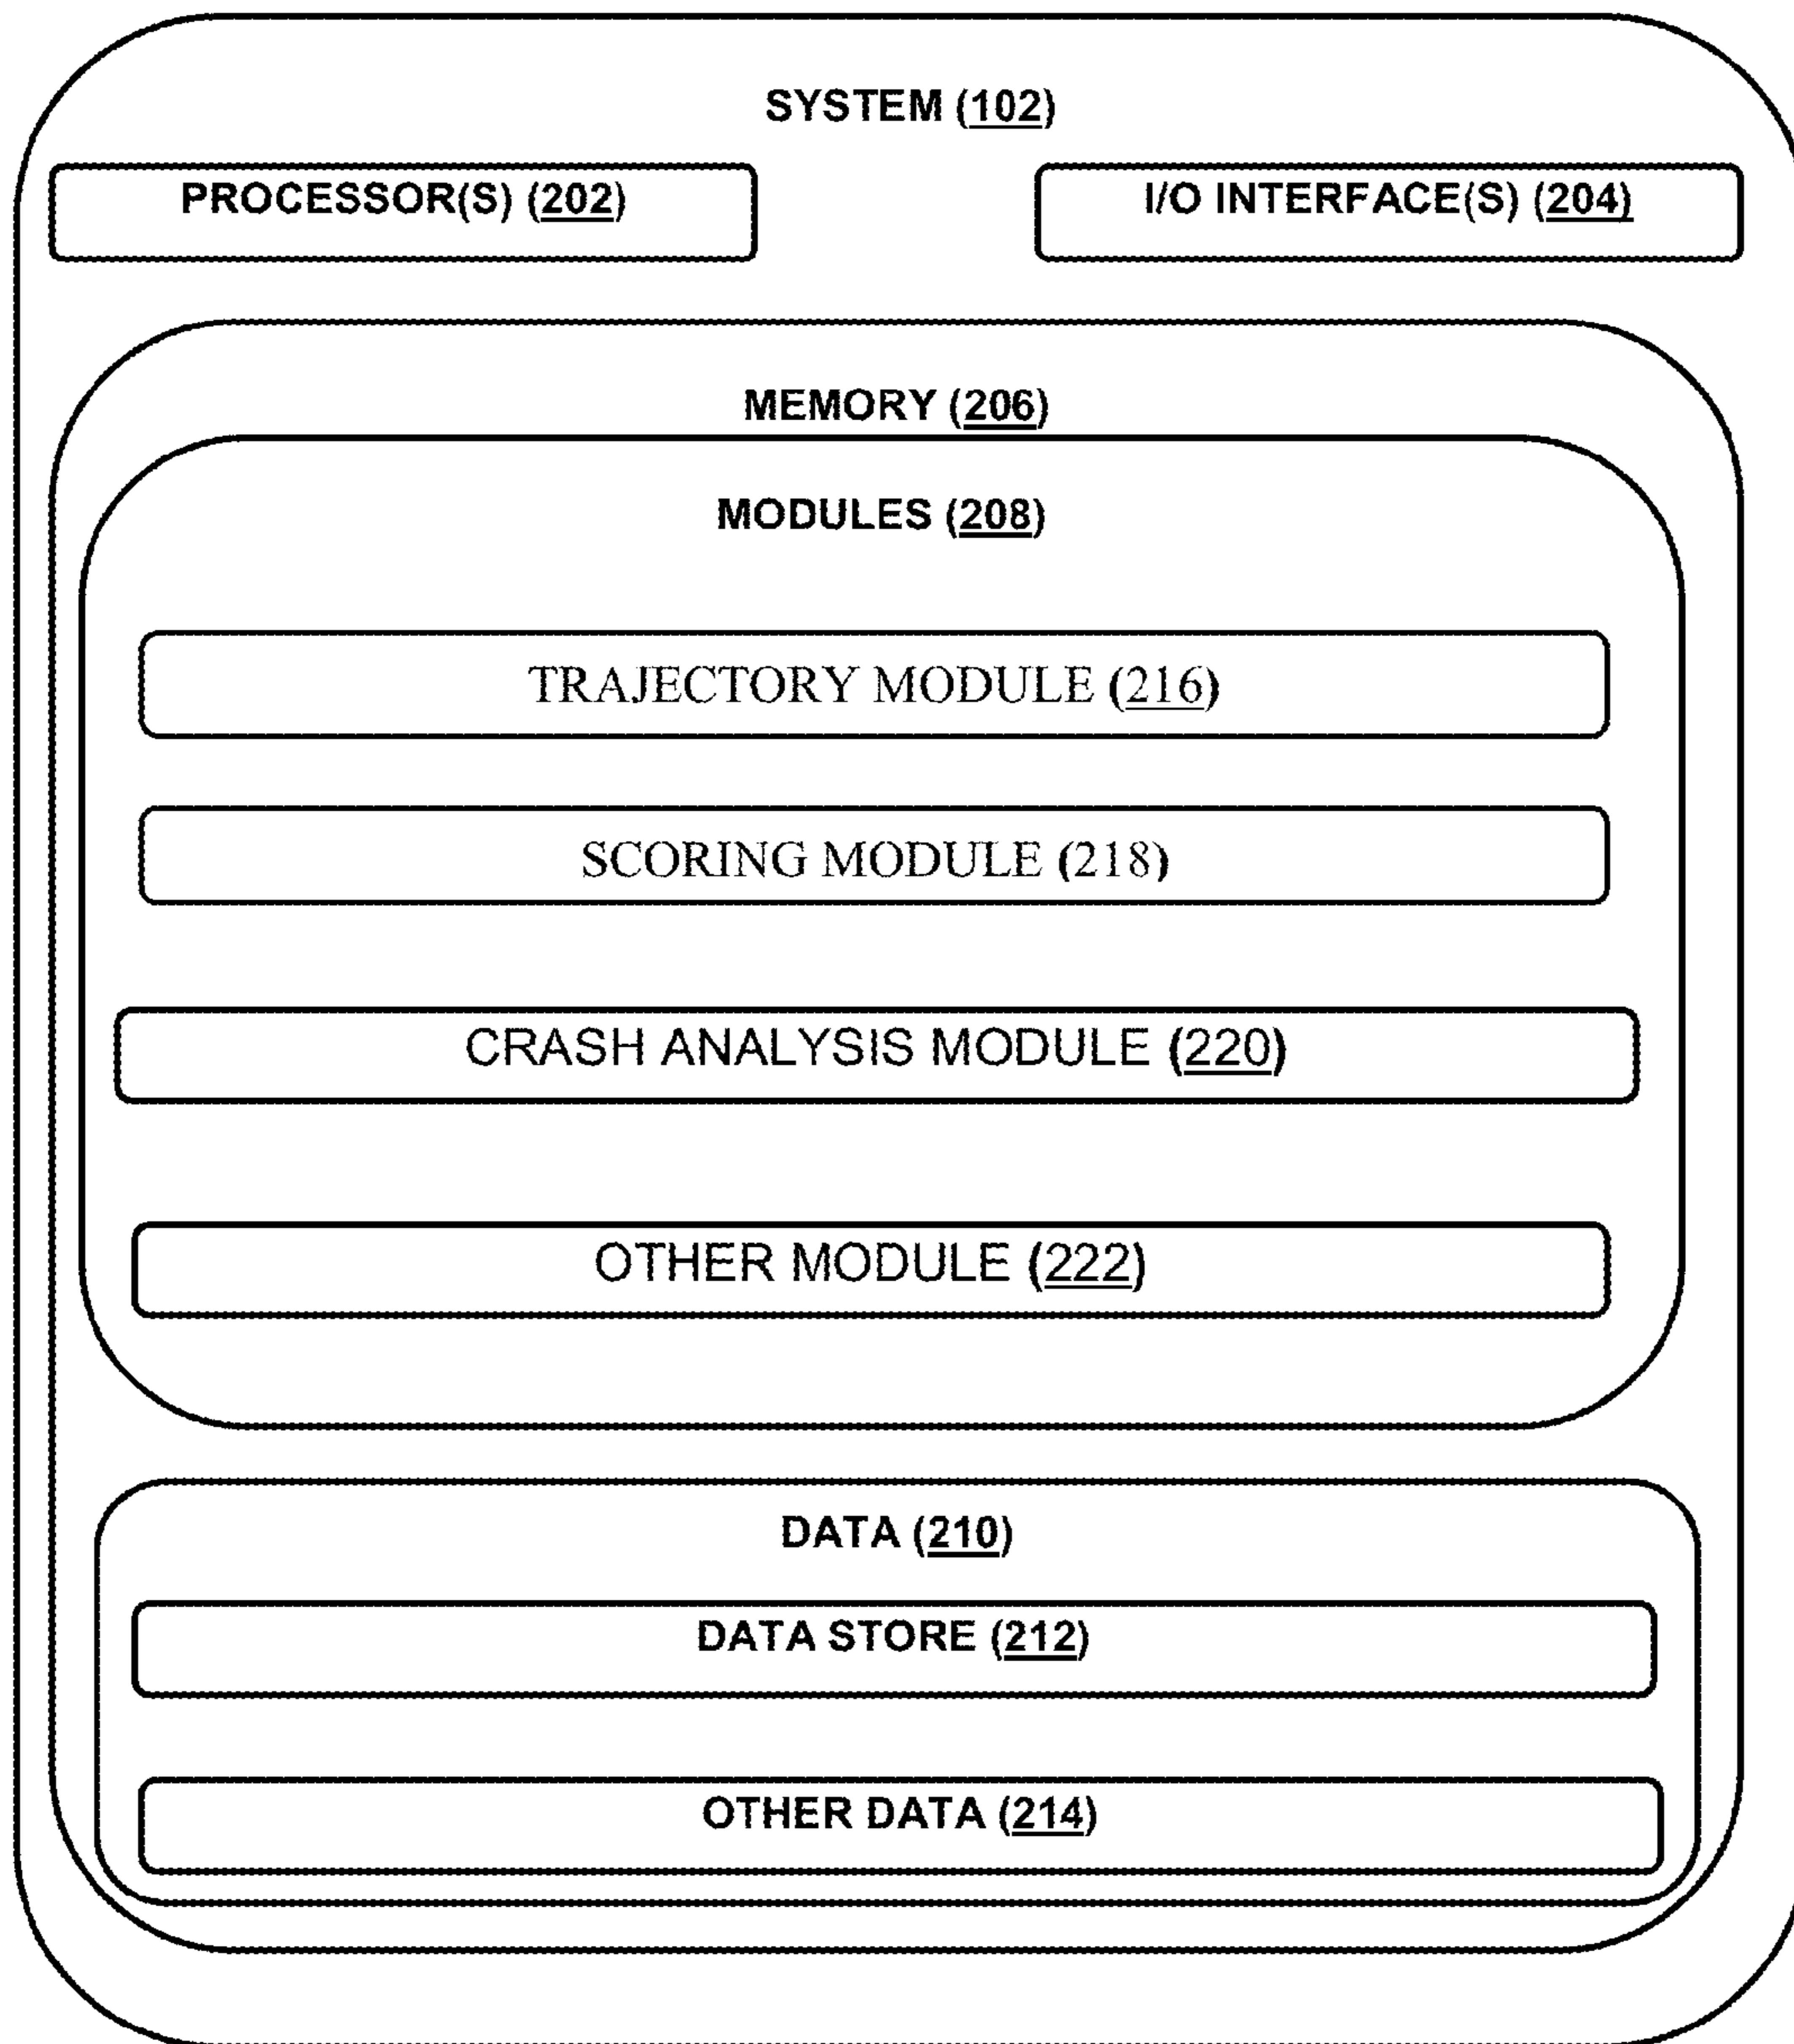 SYSTEM (102)
PROCESSOR(S) (202)
I/O INTERFACE(S) (204)
MEMORY (206)
MODULES (208)
TRAJECTORY MODULE (216)
SCORING MODULE (218)
CRASH ANALYSIS MODULE (220)
OTHER MODULE (222)
DATA (210)
DATA STORE (212)
OTHER DATA (214)